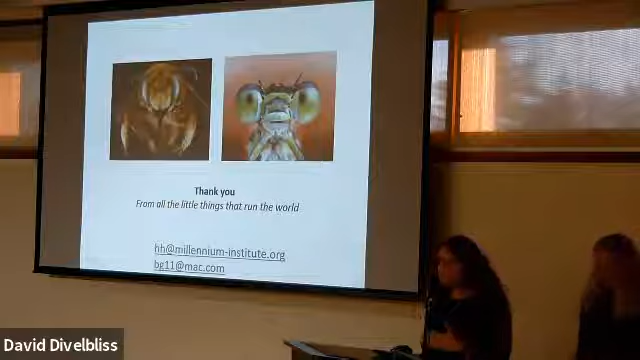 Thank you
From all the little things that run the world
hh@millennium-institute.org
bg11@mac.com
David Divelbliss